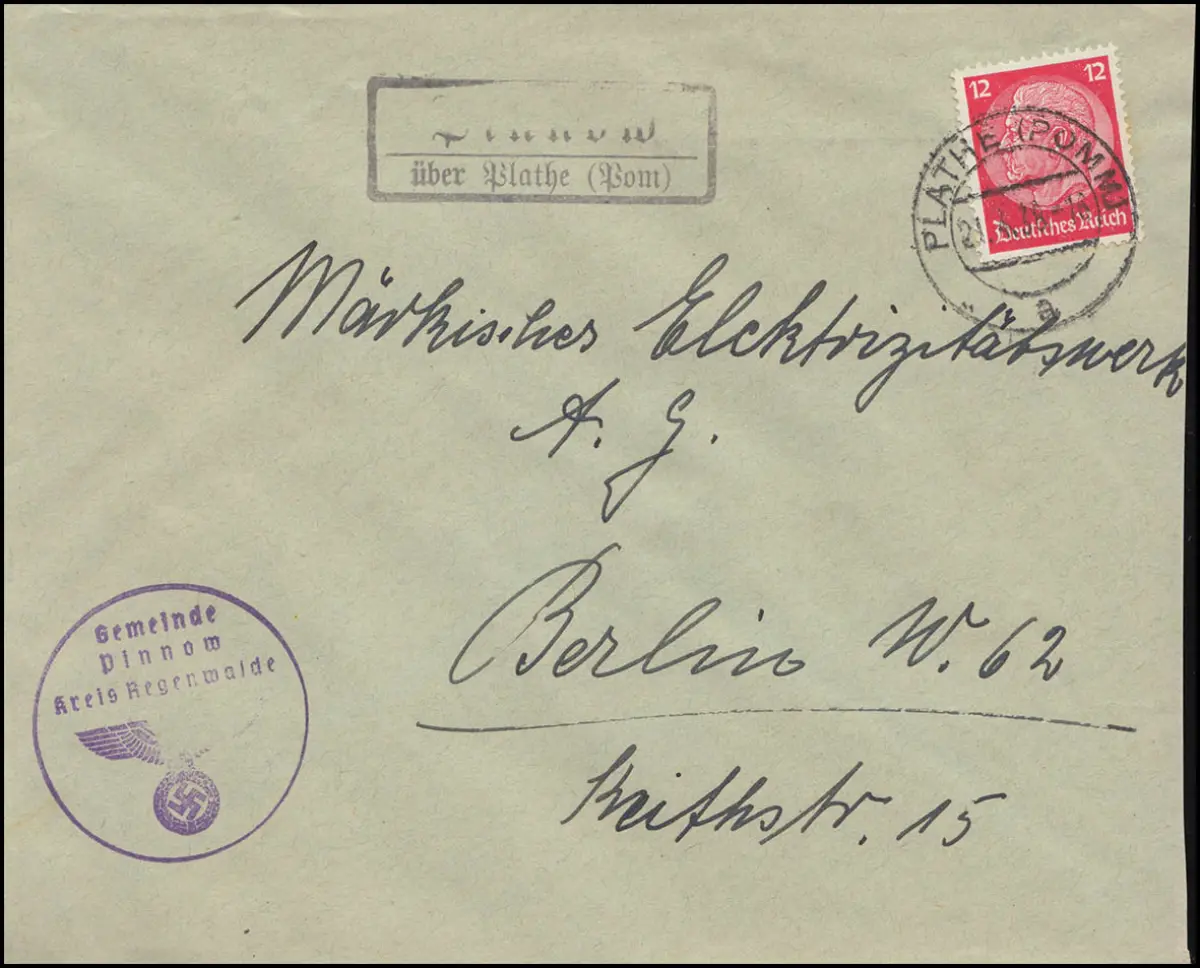 Pinnow
über Plathe (Pom)
12 12
Deutsches Reich
PLATHE (POMM)
a
Märkisches Elektrizitätswerk
A. G.
Berlin W. 62
Keithstr. 15
Gemeinde
Pinnow
Kreis Regenwalde